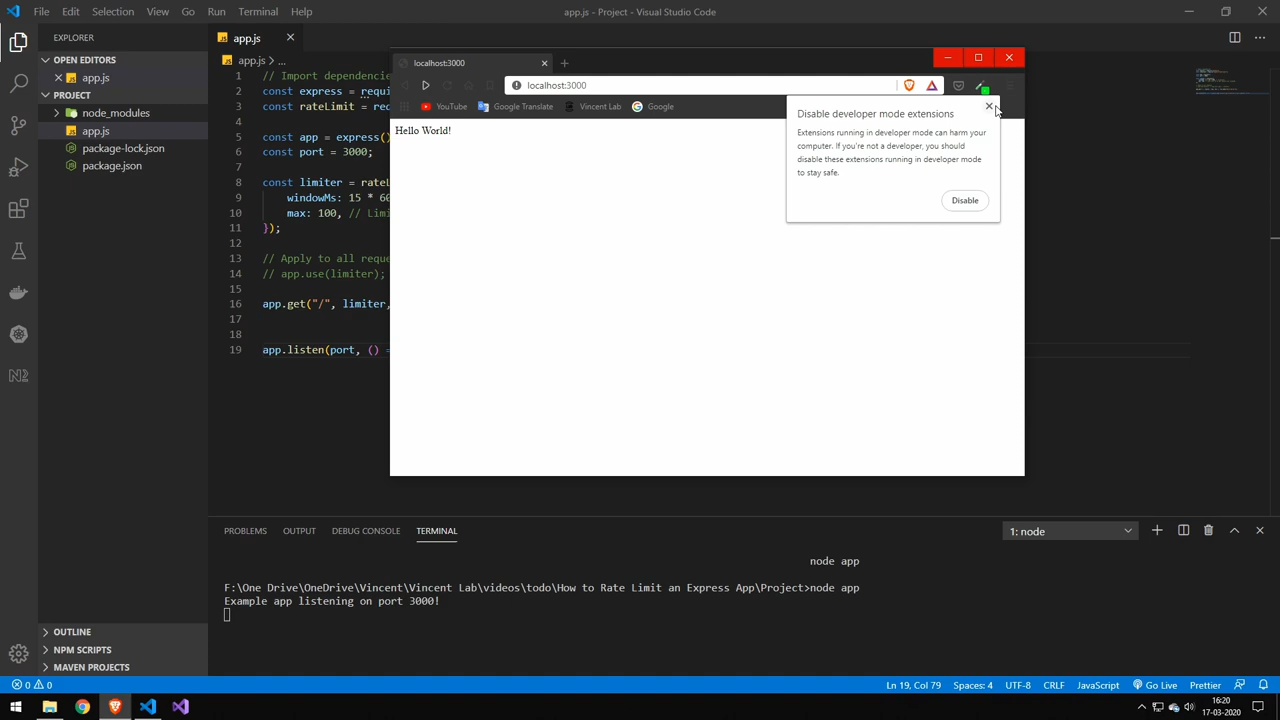 File Edit Selection View Go Run Terminal Help
app.js - Project - Visual Studio Code
EXPLORER
OPEN EDITORS
app.js
PROJECT
node_modules
app.js
package-lock.json
package.json
OUTLINE
NPM SCRIPTS
MAVEN PROJECTS
app.js
app.js > ...
1 // Import dependencie
2 const express = requi
3 const rateLimit = req
4
5 const app = express()
6 const port = 3000;
7
8 const limiter = rateL
9 windowMs: 15 * 60
10 max: 100, // Lim
11 });
12
13 // Apply to all reque
14 // app.use(limiter);
15
16 app.get("/", limiter,
17
18
19 app.listen(port, () =
localhost:3000
localhost:3000
YouTube Google Translate Vincent Lab Google
Hello World!
Disable developer mode extensions
Extensions running in developer mode can harm your
computer. If you're not a developer, you should
disable these extensions running in developer mode
to stay safe.
Disable
PROBLEMS OUTPUT DEBUG CONSOLE TERMINAL
1: node
node app
F:\One Drive\OneDrive\Vincent\Vincent Lab\videos\todo\How to Rate Limit an Express App\Project>node app
Example app listening on port 3000!
0 0
Ln 19, Col 79 Spaces: 4 UTF-8 CRLF JavaScript Go Live Prettier
16:20
17-03-2020